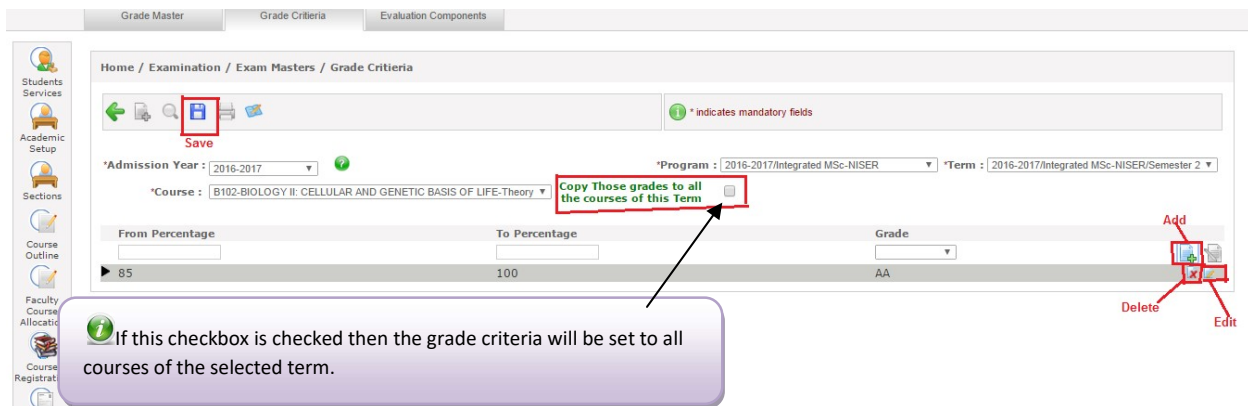 Grade Master Grade Critieria Evaluation Components
Home / Examination / Exam Masters / Grade Critieria
Students
Services
Academic
Setup
Sections
Course
Outline
Faculty
Course
Allocatio
Course
Registrati
Save
* indicates mandatory fields
*Admission Year : 2016-2017 *Program : 2016-2017/Integrated MSc-NISER *Term : 2016-2017/Integrated MSc-NISER/Semester 2
*Course : B102-BIOLOGY II: CELLULAR AND GENETIC BASIS OF LIFE-Theory
Copy Those grades to all
the courses of this Term
Add
From Percentage To Percentage Grade
85 100 AA
Delete
Edit
If this checkbox is checked then the grade criteria will be set to all
courses of the selected term.